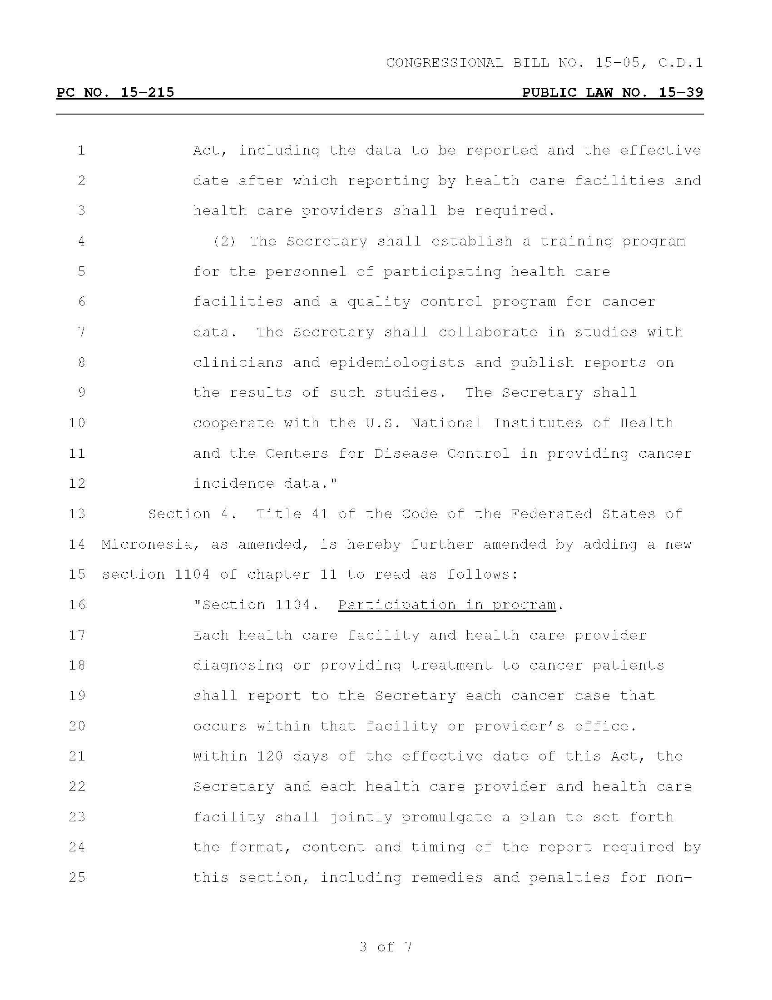 CONGRESSIONAL BILL NO. 15-05, C.D.1
PC NO. 15-215 PUBLIC LAW NO. 15-39
1 Act, including the data to be reported and the effective
2 date after which reporting by health care facilities and
3 health care providers shall be required.
4 (2) The Secretary shall establish a training program
5 for the personnel of participating health care
6 facilities and a quality control program for cancer
7 data. The Secretary shall collaborate in studies with
8 clinicians and epidemiologists and publish reports on
9 the results of such studies. The Secretary shall
10 cooperate with the U.S. National Institutes of Health
11 and the Centers for Disease Control in providing cancer
12 incidence data."
13 Section 4. Title 41 of the Code of the Federated States of
14 Micronesia, as amended, is hereby further amended by adding a new
15 section 1104 of chapter 11 to read as follows:
16 "Section 1104. Participation in program.
17 Each health care facility and health care provider
18 diagnosing or providing treatment to cancer patients
19 shall report to the Secretary each cancer case that
20 occurs within that facility or provider’s office.
21 Within 120 days of the effective date of this Act, the
22 Secretary and each health care provider and health care
23 facility shall jointly promulgate a plan to set forth
24 the format, content and timing of the report required by
25 this section, including remedies and penalties for non-
3 of 7